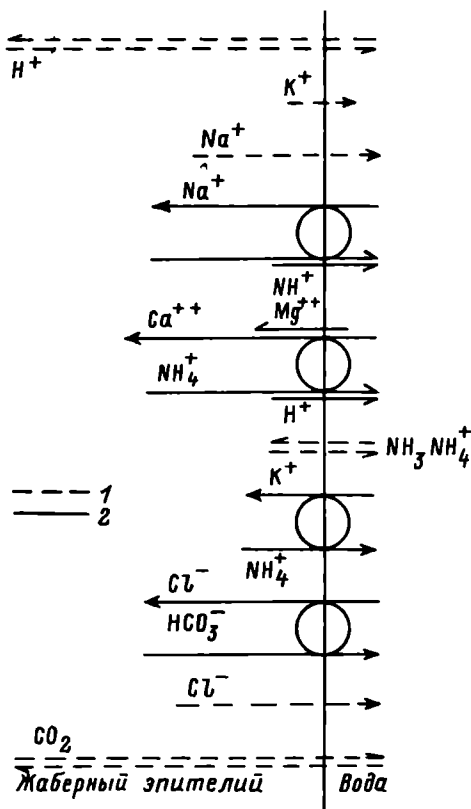 H⁺
K⁺
Na⁺
Na⁺
NH⁺
Mg⁺⁺
Ca⁺⁺
NH₄⁺
H⁺
NH₃ NH₄⁺
K⁺
1
2
NH₄⁺
Cl⁻
HCO₃⁻
Cl⁻
CO₂
Жаберный эпителий Вода